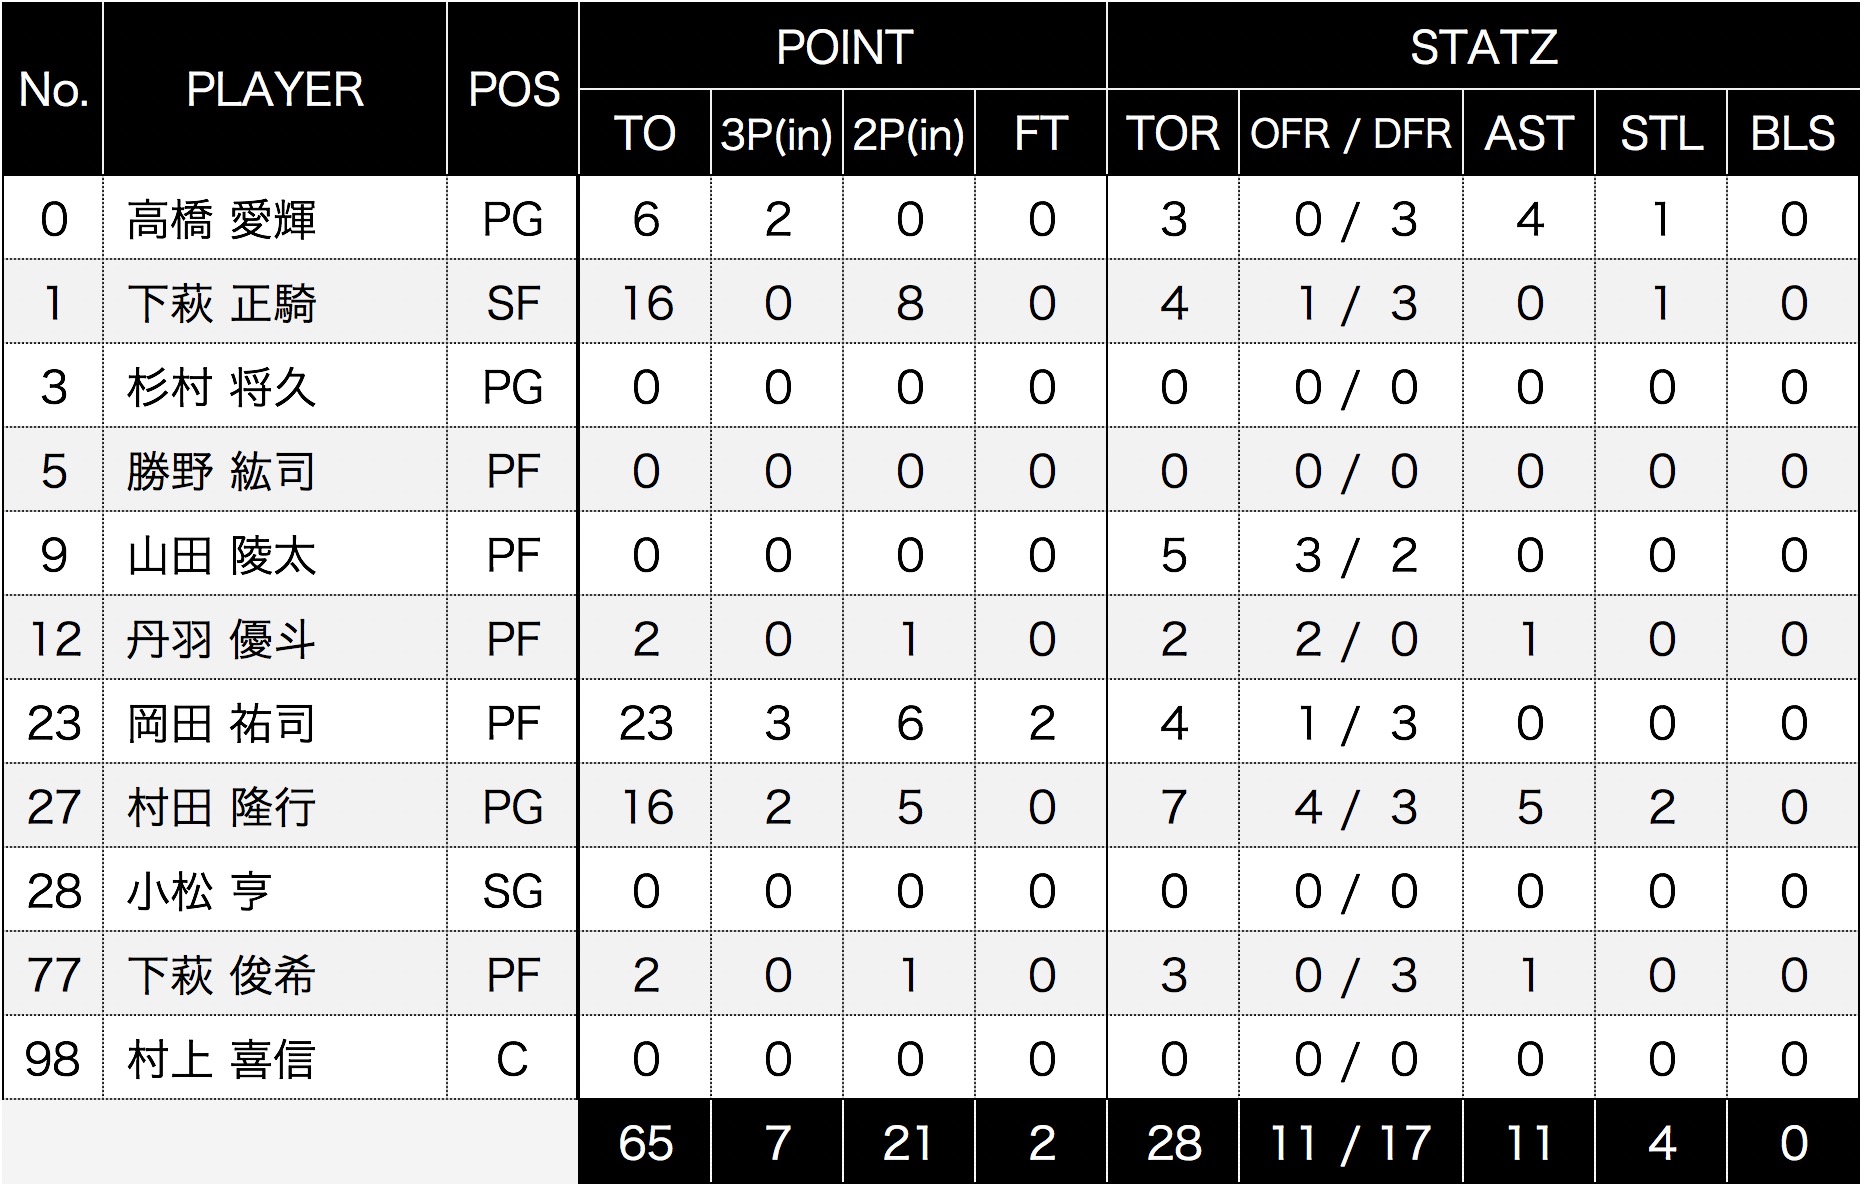 No. PLAYER POS POINT STATZ
TO 3P(in) 2P(in) FT TOR OFR / DFR AST STL BLS
0 高橋 愛輝 PG 6 2 0 0 3 0 / 3 4 1 0
1 下萩 正騎 SF 16 0 8 0 4 1 / 3 0 1 0
3 杉村 将久 PG 0 0 0 0 0 0 / 0 0 0 0
5 勝野 紘司 PF 0 0 0 0 0 0 / 0 0 0 0
9 山田 陵太 PF 0 0 0 0 5 3 / 2 0 0 0
12 丹羽 優斗 PF 2 0 1 0 2 2 / 0 1 0 0
23 岡田 祐司 PF 23 3 6 2 4 1 / 3 0 0 0
27 村田 隆行 PG 16 2 5 0 7 4 / 3 5 2 0
28 小松 亨 SG 0 0 0 0 0 0 / 0 0 0 0
77 下萩 俊希 PF 2 0 1 0 3 0 / 3 1 0 0
98 村上 喜信 C 0 0 0 0 0 0 / 0 0 0 0
65 7 21 2 28 11 / 17 11 4 0